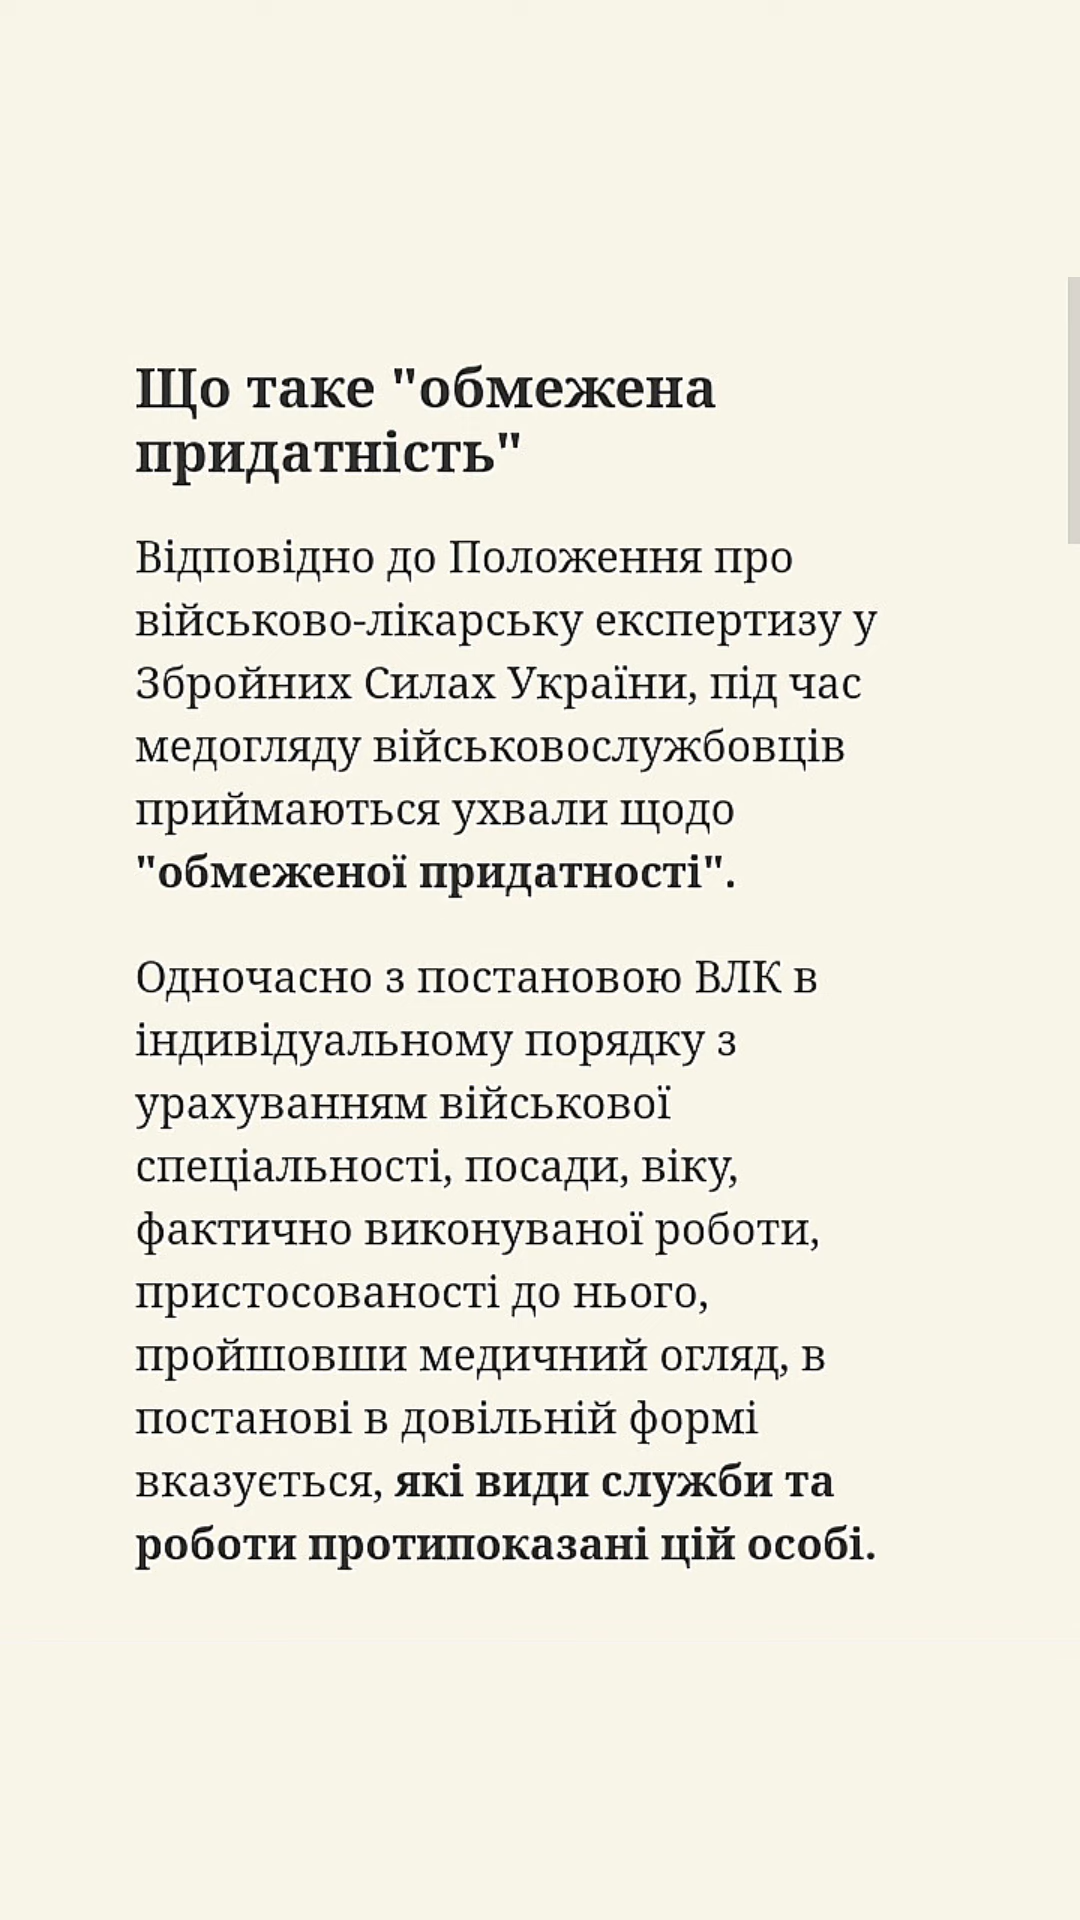 Що таке "обмежена
придатність"
Відповідно до Положення про
військово-лікарську експертизу у
Збройних Силах України, під час
медогляду військовослужбовців
приймаються ухвали щодо
"обмеженої придатності".
Одночасно з постановою ВЛК в
індивідуальному порядку з
урахуванням військової
спеціальності, посади, віку,
фактично виконуваної роботи,
пристосованості до нього,
пройшовши медичний огляд, в
постанові в довільній формі
вказується, які види служби та
роботи протипоказані цій особі.